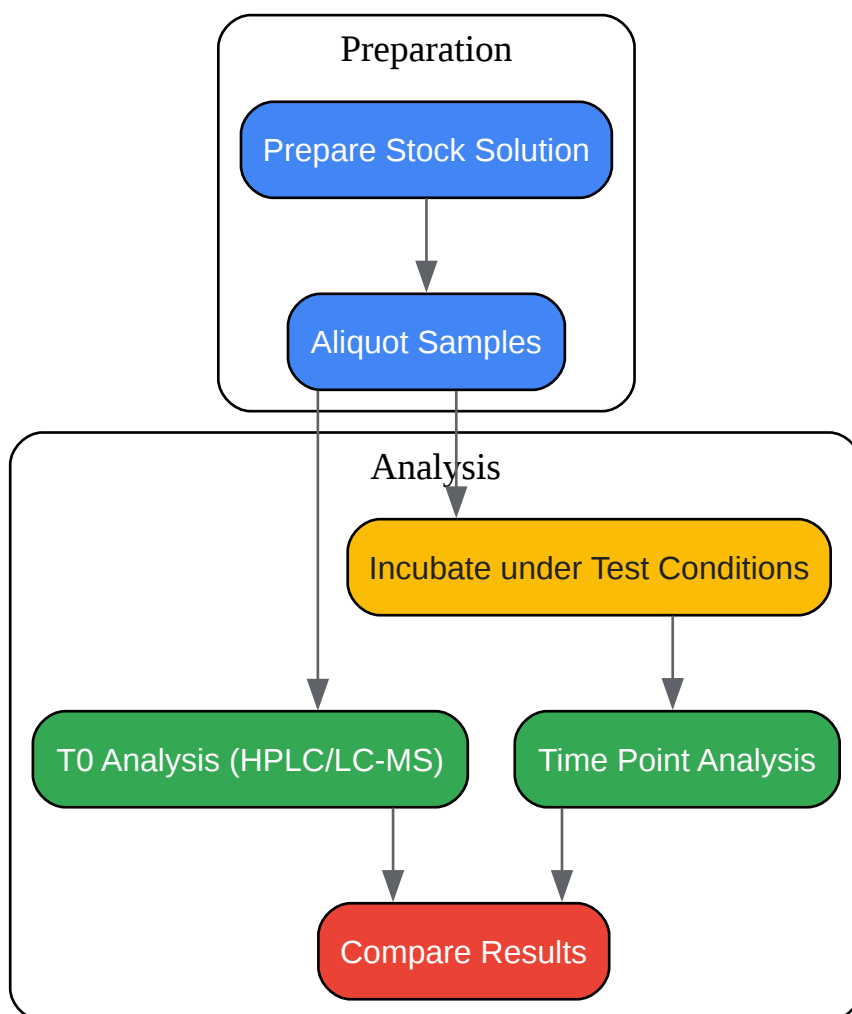 Preparation
Prepare Stock Solution
Aliquot Samples
Analysis
Incubate under Test Conditions
T0 Analysis (HPLC/LC-MS)
Time Point Analysis
Compare Results